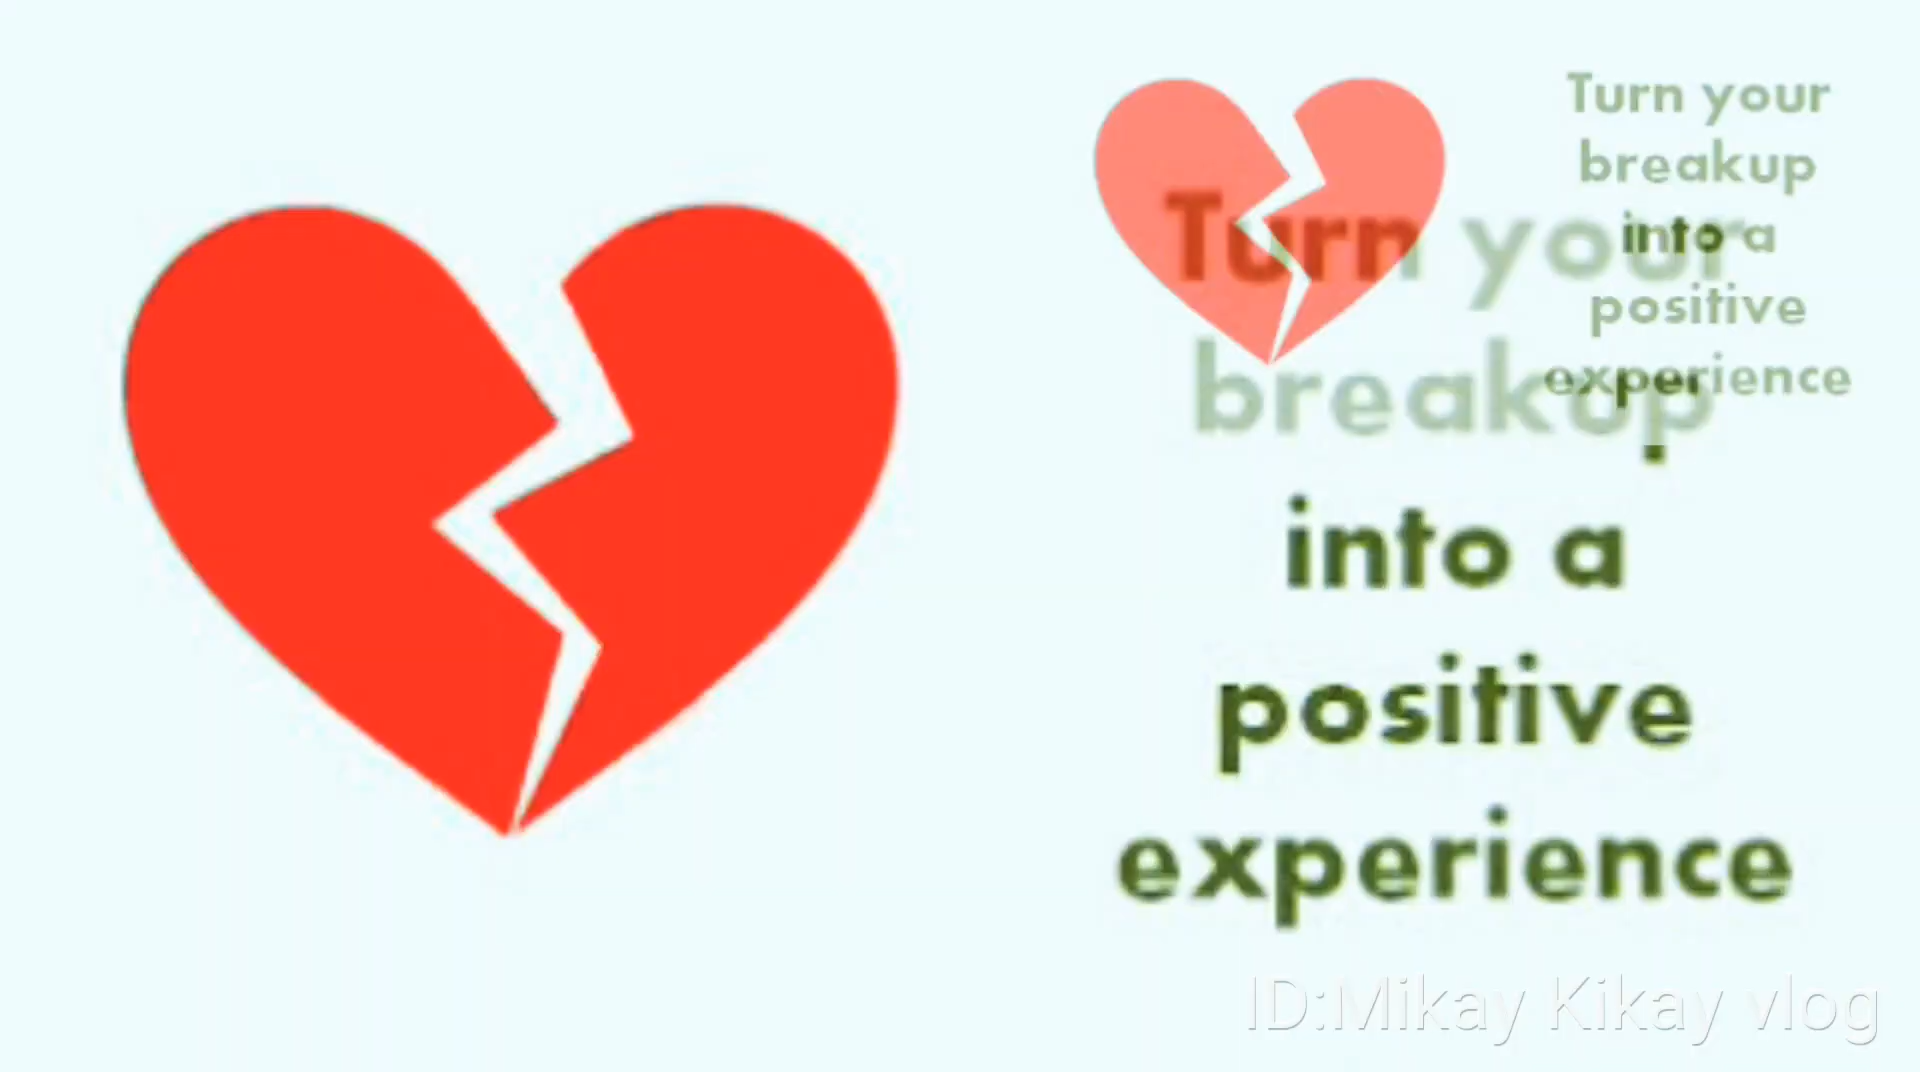 Turn your
breakup
into a
positive
experience
Turn your
breakup
into a
positive
experience
ID:Mikay Kikay vlog